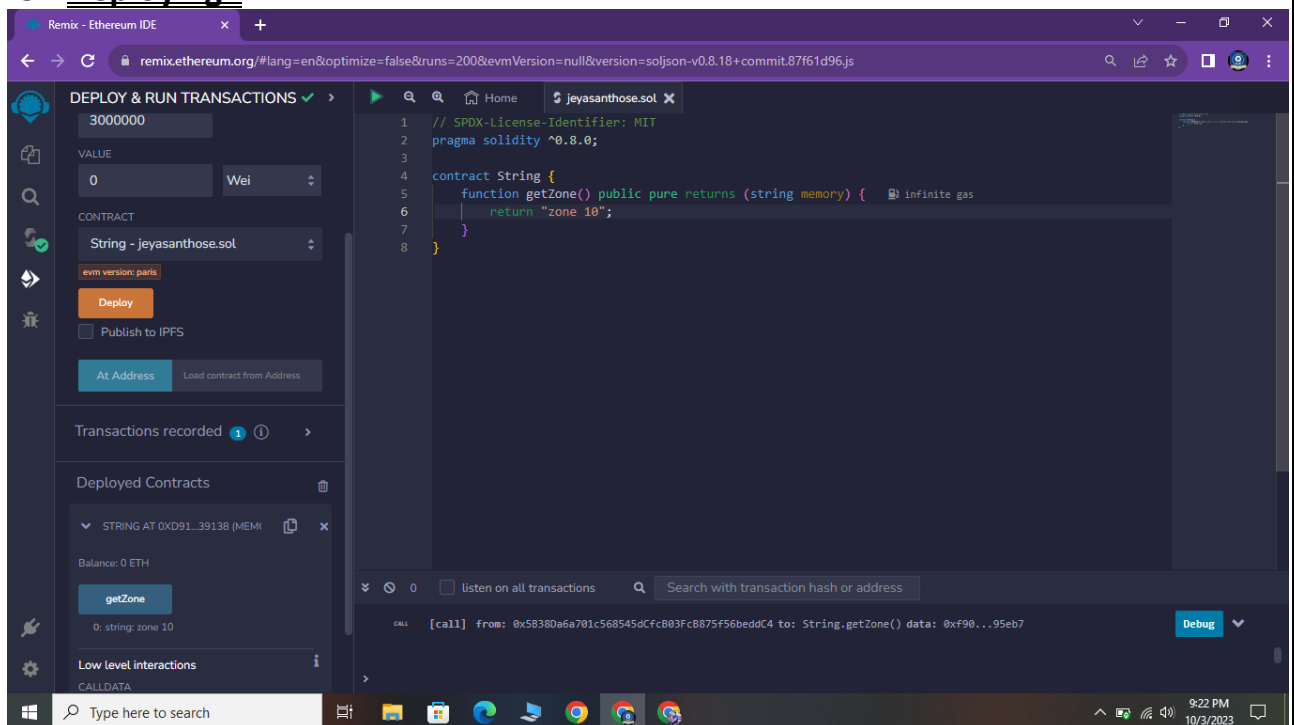 Deploying:
Remix - Ethereum IDE
remix.ethereum.org/#lang=en&optimize=false&runs=200&evmVersion=null&version=soljson-v0.8.18+commit.87f61d96.js
DEPLOY & RUN TRANSACTIONS
3000000
VALUE
0 Wei
CONTRACT
String - jeyasanthose.sol
evm version: paris
Deploy
Publish to IPFS
At Address Load contract from Address
Transactions recorded 1 i
Deployed Contracts
STRING AT 0XD91...39138 (MEM
Balance: 0 ETH
getZone
0: string: zone 10
Low level interactions i
CALLDATA
Home jeyasanthose.sol
1 // SPDX-License-Identifier: MIT
2 pragma solidity ^0.8.0;
3
4 contract String {
5 function getZone() public pure returns (string memory) { infinite gas
6 return "zone 10";
7 }
8 }
0 listen on all transactions Search with transaction hash or address
CALL [call] from: 0x5B38Da6a701c568545dCfcB03FcB875f56beddC4 to: String.getZone() data: 0xf90...95eb7 Debug
>
Type here to search
9:22 PM
10/3/2023